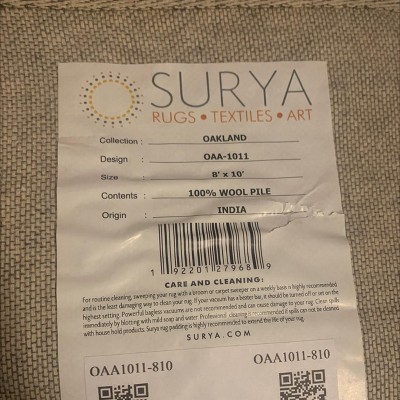 SURYA
RUGS • TEXTILES • ART
Collection : OAKLAND
Design : OAA-1011
Size : 8' x 10'
Contents : 100% WOOL PILE
Origin : INDIA
1 92201 27968 9
CARE AND CLEANING:
For routine cleaning, sweeping your rug with a broom or carpet sweeper on a weekly basis is highly recommended
and is the least damaging way to clean your rug. If your vacuum has a beater bar, it should be turned off or set on the
highest setting. Powerful bagless vacuums are not recommended and can cause damage to your rug. Clean spills
immediately by blotting with mild soap and water. Professional cleaning is recommended if spills can not be cleaned
with house hold products. Surya rug padding is highly recommended to extend the life of your rug.
SURYA.COM
OAA1011-810 OAA1011-810